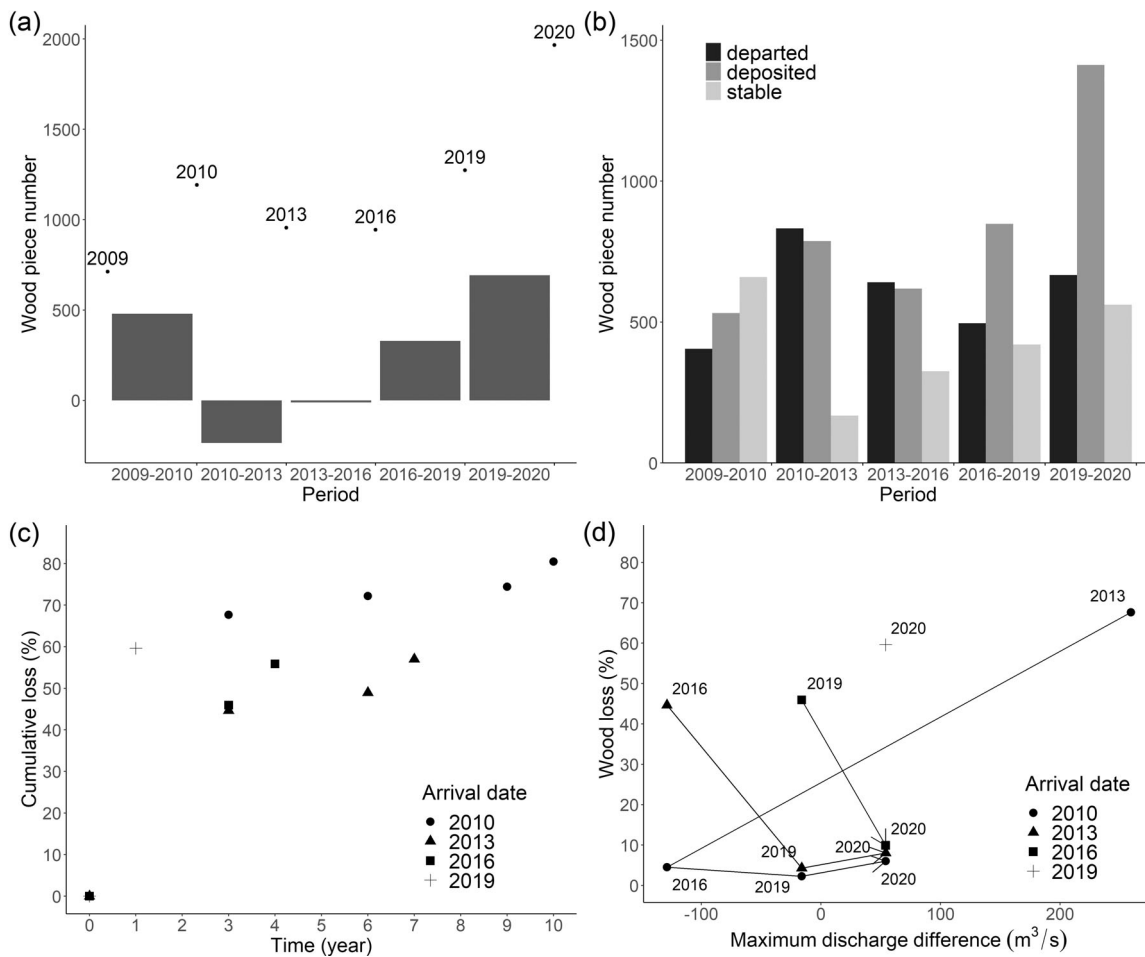 (a)
Wood piece number
2000
1500
1000
500
0
2009
2010
2013
2016
2019
2020
2009-2010 2010-2013 2013-2016 2016-2019 2019-2020
Period
(b)
Wood piece number
1500
1000
500
0
departed
deposited
stable
2009-2010 2010-2013 2013-2016 2016-2019 2019-2020
Period
(c)
Cumulative loss (%)
80
70
60
50
40
30
20
10
0
Arrival date
2010
2013
2016
2019
0 1 2 3 4 5 6 7 8 9 10
Time (year)
(d)
Wood loss (%)
80
70
60
50
40
30
20
10
0
2013
2020
2016
2019
2020
2019
2020
2016
2019
2020
Arrival date
2010
2013
2016
2019
-100 0 100 200
Maximum discharge difference (m³/s)